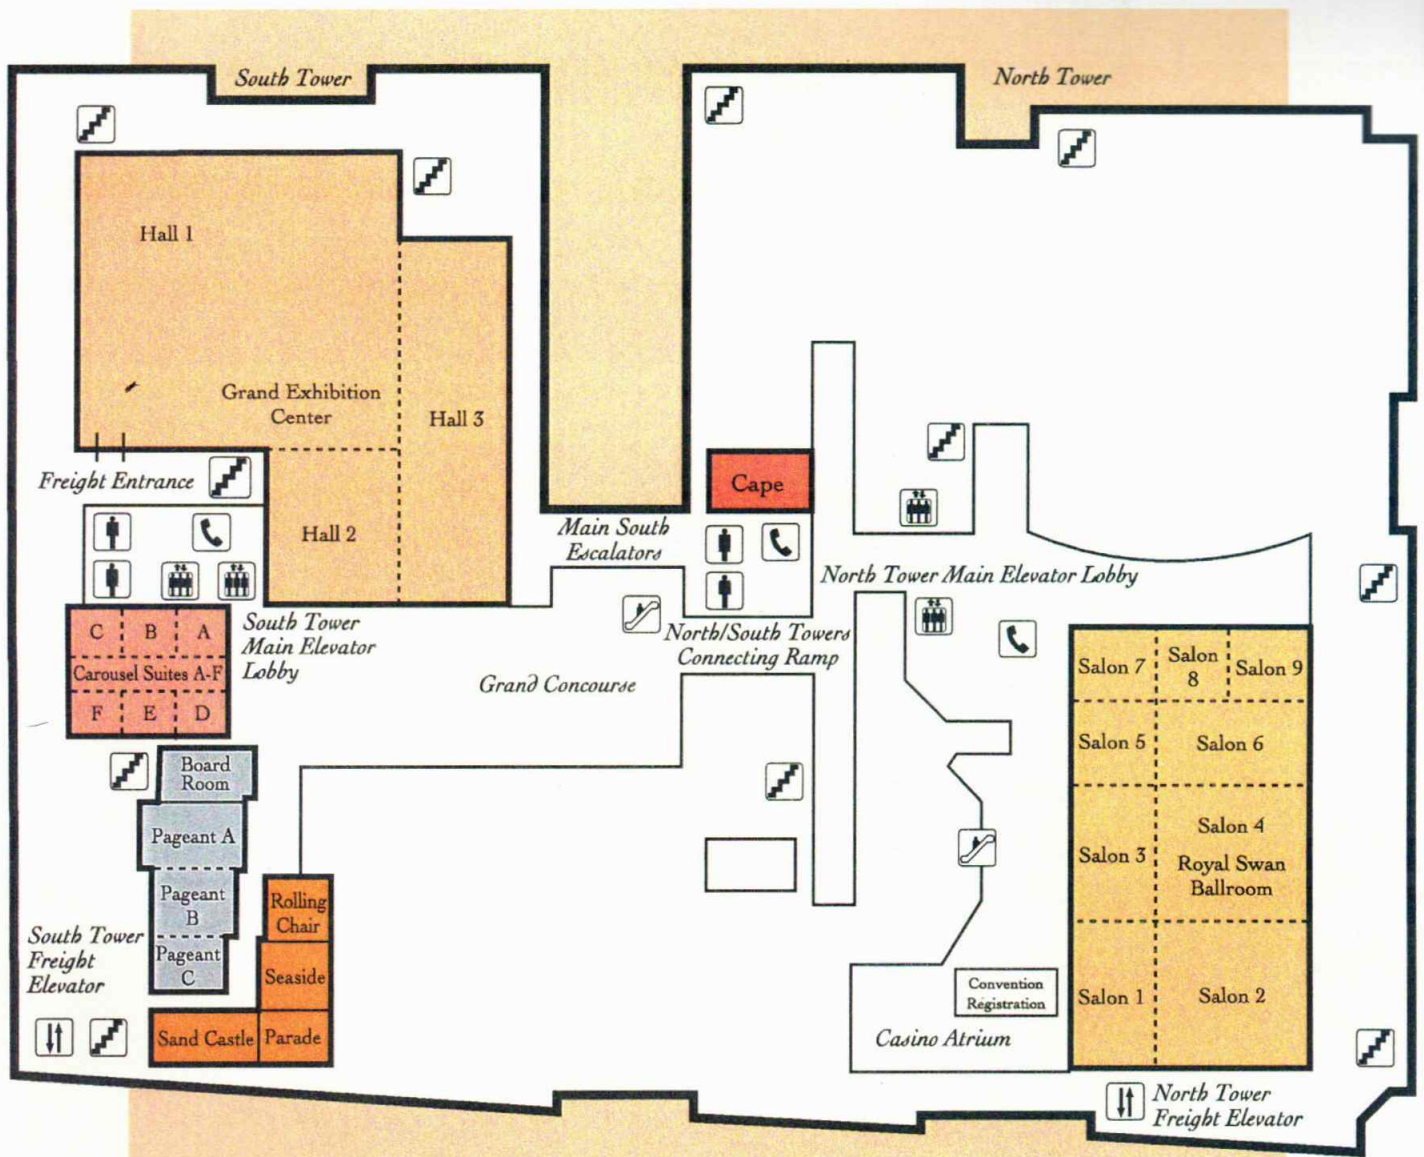 South Tower
North Tower
Hall 1
Grand Exhibition
Center
Hall 3
Freight Entrance
Cape
Hall 2
Main South
Escalators
North Tower Main Elevator Lobby
South Tower
Main Elevator
Lobby
C B A
Carousel Suites A-F
F E D
North/South Towers
Connecting Ramp
Grand Concourse
Salon 7
Salon
8
Salon 9
Salon 5
Salon 6
Board
Room
Pageant A
Pageant
B
Pageant
C
Salon 3
Salon 4
Royal Swan
Ballroom
Rolling
Chair
South Tower
Freight
Elevator
Seaside
Sand Castle
Parade
Convention
Registration
Salon 1
Salon 2
Casino Atrium
North Tower
Freight Elevator